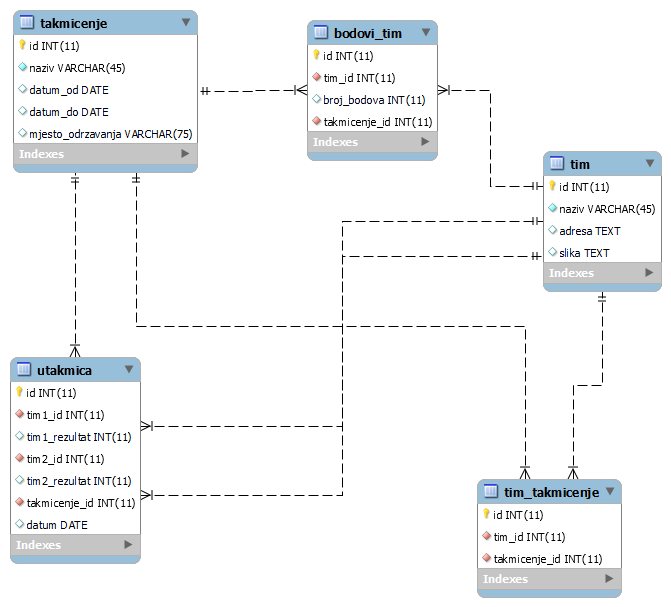 takmicenje
id INT(11)
naziv VARCHAR(45)
datum_od DATE
datum_do DATE
mjesto_odrzavanja VARCHAR(75)
Indexes
bodovi_tim
id INT(11)
tim_id INT(11)
broj_bodova INT(11)
takmicenje_id INT(11)
Indexes
tim
id INT(11)
naziv VARCHAR(45)
adresa TEXT
slika TEXT
Indexes
utakmica
id INT(11)
tim1_id INT(11)
tim1_rezultat INT(11)
tim2_id INT(11)
tim2_rezultat INT(11)
takmicenje_id INT(11)
datum DATE
Indexes
tim_takmicenje
id INT(11)
tim_id INT(11)
takmicenje_id INT(11)
Indexes